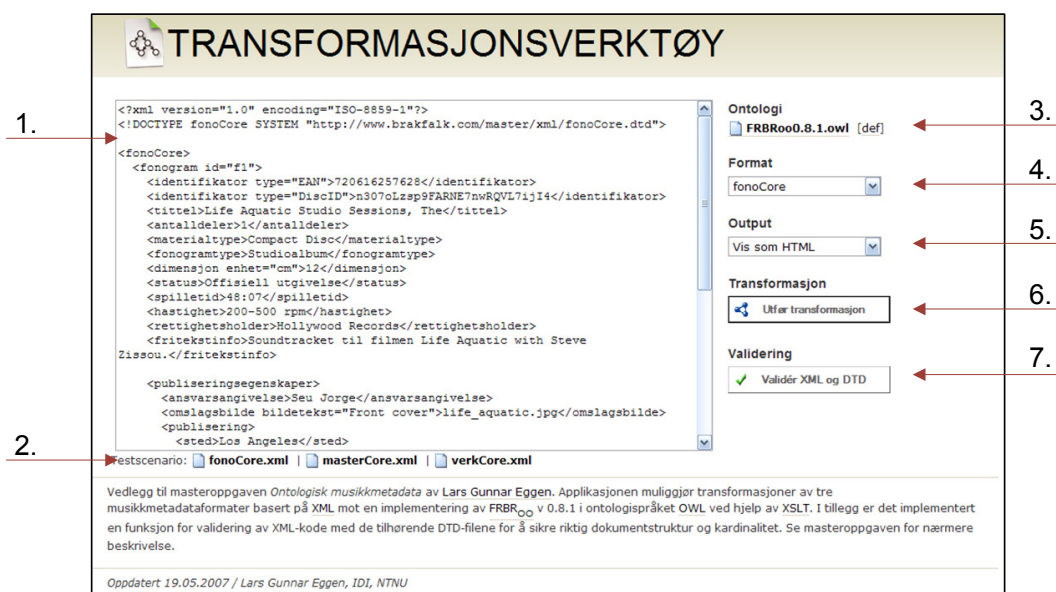 TRANSFORMASJONSVERKTØY
1.
<?xml version="1.0" encoding="ISO-8859-1"?>
<!DOCTYPE fonoCore SYSTEM "http://www.brakfalk.com/master/xml/fonoCore.dtd">
<fonoCore>
<fonogram id="f1">
<identifikator type="EAN">720616257628</identifikator>
<identifikator type="DiscID">n307oLzsp9FARNE7nwRQVL7ijI4</identifikator>
<tittel>Life Aquatic Studio Sessions, The</tittel>
<antalldeler>1</antalldeler>
<materialtype>Compact Disc</materialtype>
<fonogramtype>Studioalbum</fonogramtype>
<dimensjon enhet="cm">12</dimensjon>
<status>Offisiell utgivelse</status>
<spilletid>48:07</spilletid>
<hastighet>200-500 rpm</hastighet>
<rettighetsholder>Hollywood Records</rettighetsholder>
<fritekstinfo>Soundtracket til filmen Life Aquatic with Steve
Zissou.</fritekstinfo>
<publiseringsegenskaper>
<ansvarsangivelse>Seu Jorge</ansvarsangivelse>
<omslagsbilde bildetekst="Front cover">life_aquatic.jpg</omslagsbilde>
<publisering>
<sted>Los Angeles</sted>
Ontologi
FRBRoo0.8.1.owl [def]
3.
Format
fonoCore
4.
Output
Vis som HTML
5.
Transformasjon
Utfør transformasjon
6.
Validering
Validér XML og DTD
7.
2.
Testscenario: fonoCore.xml | masterCore.xml | verkCore.xml
Vedlegg til masteroppgaven Ontologisk musikkmetadata av Lars Gunnar Eggen. Applikasjonen muliggjør transformasjoner av tre
musikkmetadataformater basert på XML mot en implementering av FRBROO v 0.8.1 i ontologispråket OWL ved hjelp av XSLT. I tillegg er det implementert
en funksjon for validering av XML-kode med de tilhørende DTD-filene for å sikre riktig dokumentstruktur og kardinalitet. Se masteroppgaven for nærmere
beskrivelse.
Oppdatert 19.05.2007 / Lars Gunnar Eggen, IDI, NTNU